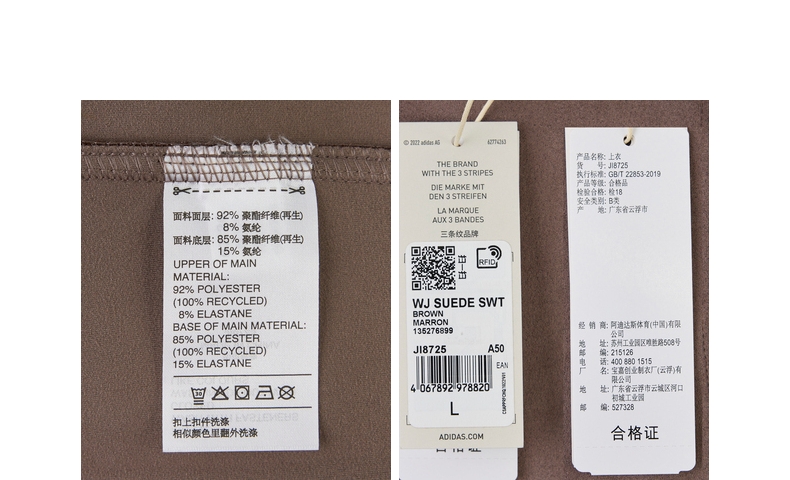 面料面层: 92% 聚酯纤维(再生)
8% 氨纶
面料底层: 85% 聚酯纤维(再生)
15% 氨纶
UPPER OF MAIN
MATERIAL:
92% POLYESTER
(100% RECYCLED)
8% ELASTANE
BASE OF MAIN MATERIAL:
85% POLYESTER
(100% RECYCLED)
15% ELASTANE
扣上扣件洗涤
相似颜色里翻外洗涤
© 2022 adidas AG
62774263
THE BRAND
WITH THE 3 STRIPES
DIE MARKE MIT
DEN 3 STREIFEN
LA MARQUE
AUX 3 BANDES
三条纹品牌
RFID
WJ SUEDE SWT
BROWN
MARRON
135276899
JI8725 A50
EAN
4 067892 978820
L
ADIDAS.COM
合格证
产品名称: 上衣
货 号: JI8725
执行标准: GB/T 22853-2019
产品等级: 合格品
检验合格: 检18
安全类别: B类
产 地: 广东省云浮市
经 销 商: 阿迪达斯体育(中国)有限
公司
地 址: 苏州工业园区唯胜路508号
邮 编: 215126
电 话: 400 880 1515
厂 名: 宝嘉创业制衣厂(云浮)有
限公司
地 址: 广东省云浮市云城区河口
初城工业园
邮 编: 527328
合格证